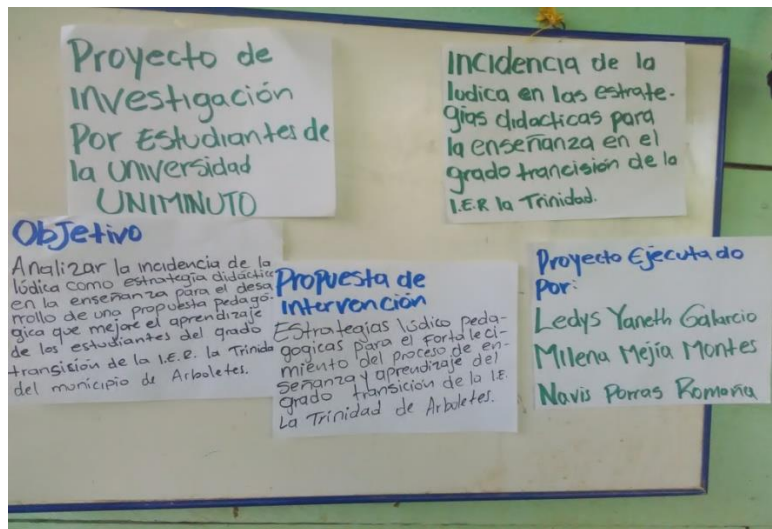 Proyecto de
Investigación
Por Estudiantes de
la Universidad
UNIMINUTO
Incidencia de la
ludica en las estrate-
gias didacticas para
la enseñanza en el
grado trancisión de la
I.E.R la Trinidad.
Objetivo
Analizar la incidencia de la
lúdica como estrategia didáctica
en la enseñanza para el desa
rrollo de una propuesta pedagó-
gica que mejore el aprendizaje
de los estudiantes del grado
transisión de la I.E.R. la Trinida
del municipio de Arboletes.
Propuesta de
Intervención
Estrategias lúdico peda-
gogicas para el fortaleci-
miento del proceso de en-
señanza y aprendizaje del
grado transición de la I.E.
La Trinidad de Arboletes.
Proyecto Ejecutado
Por:
Ledys Yaneth Galarcio
Milena Mejía Montes
Navis Porras Romaña